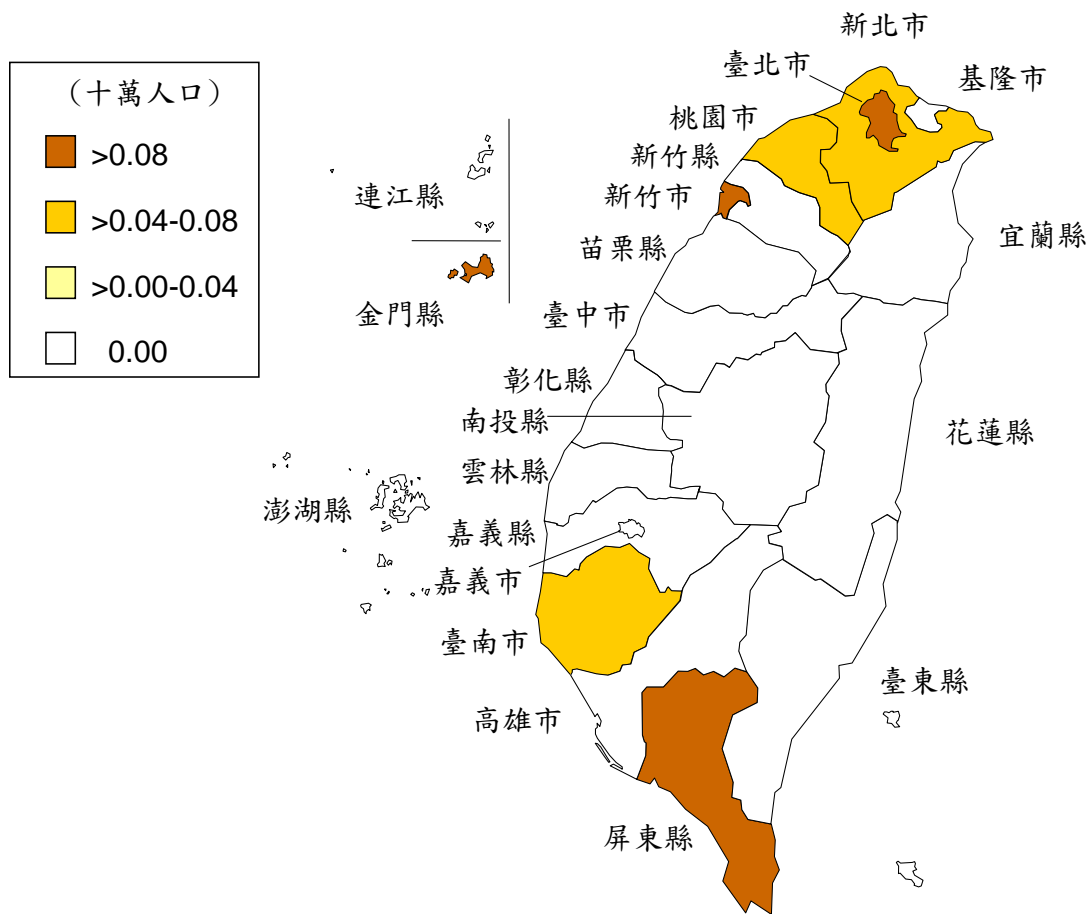 （十萬人口）
>0.08
>0.04-0.08
>0.00-0.04
0.00
新北市
臺北市
基隆市
桃園市
新竹縣
新竹市
連江縣
宜蘭縣
苗栗縣
金門縣
臺中市
彰化縣
南投縣
花蓮縣
雲林縣
澎湖縣
嘉義縣
嘉義市
臺南市
臺東縣
高雄市
屏東縣